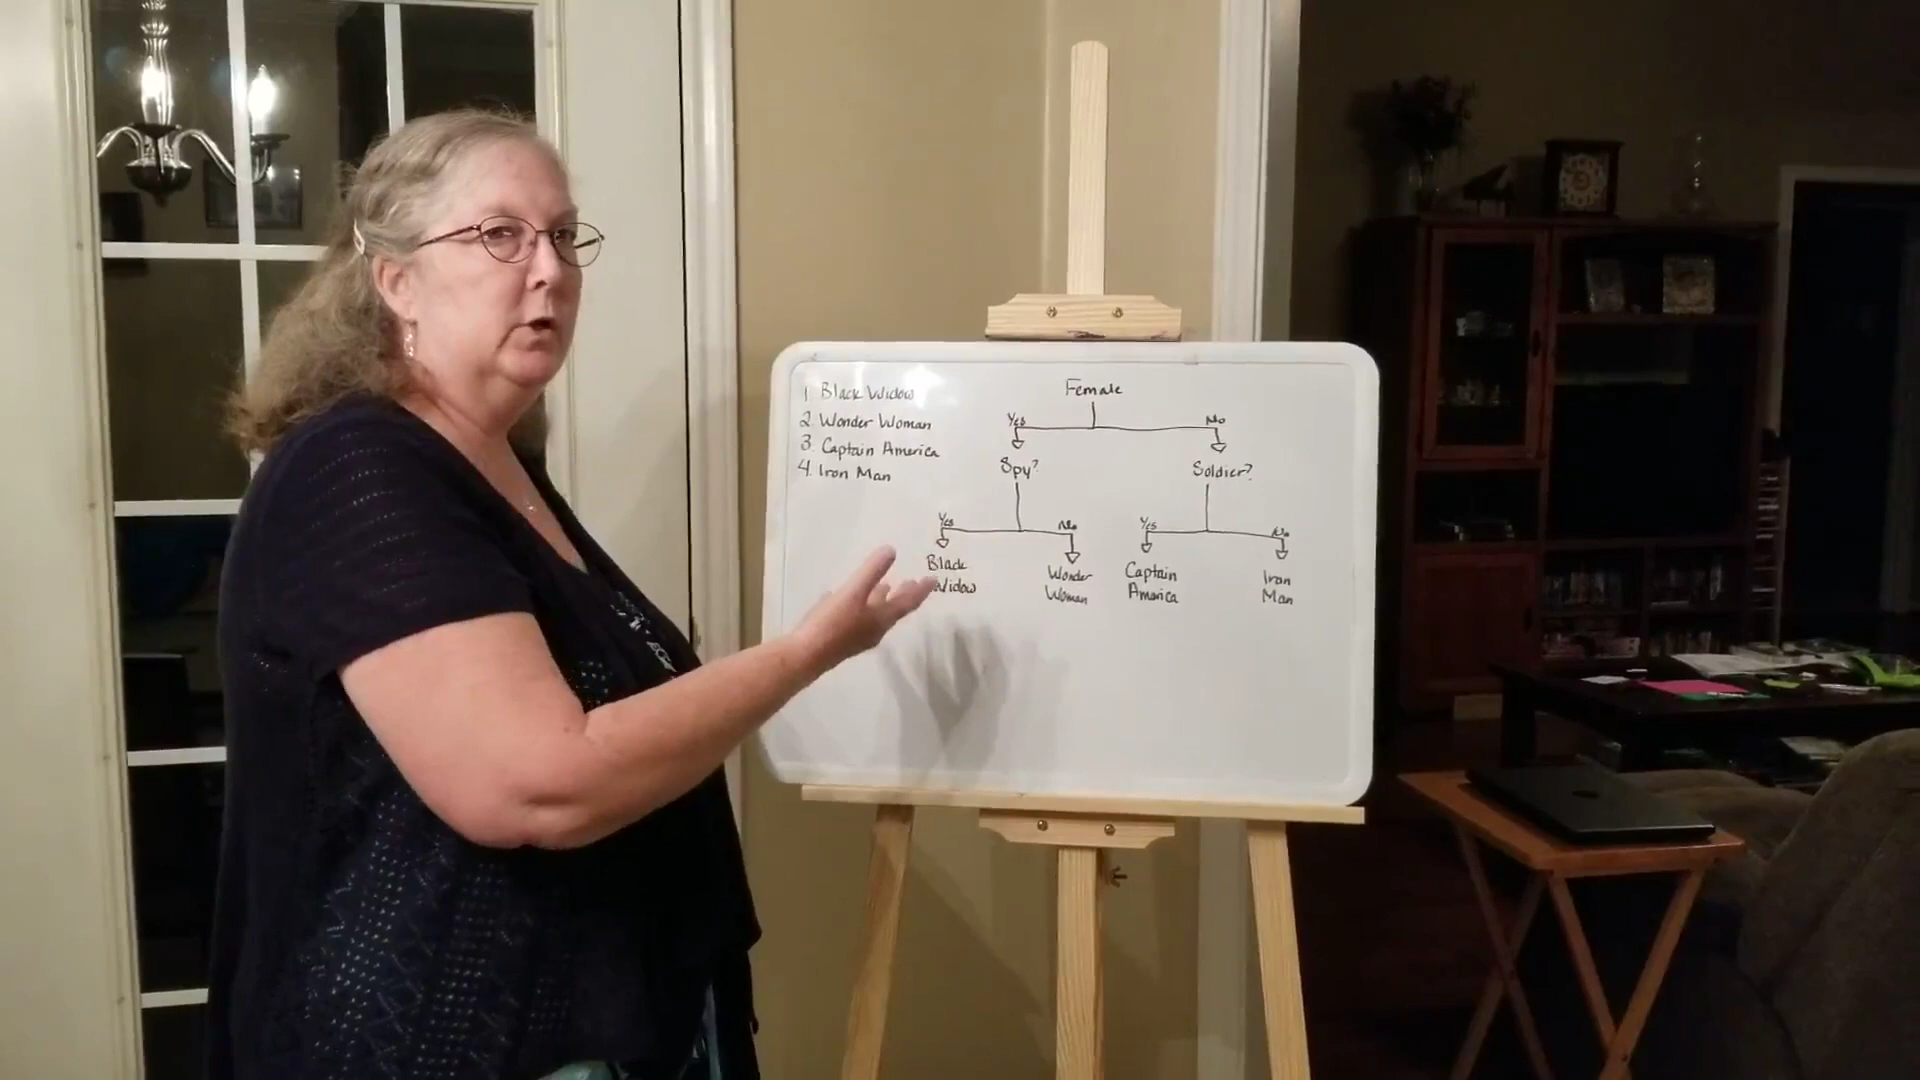 1 Black Widow
2. Wonder Woman
3. Captain America
4. Iron Man
Female
Yes No
Spy? Soldier?
Yes No Yes No
Black
Widow
Wonder
Woman
Captain
America
Iron
Man